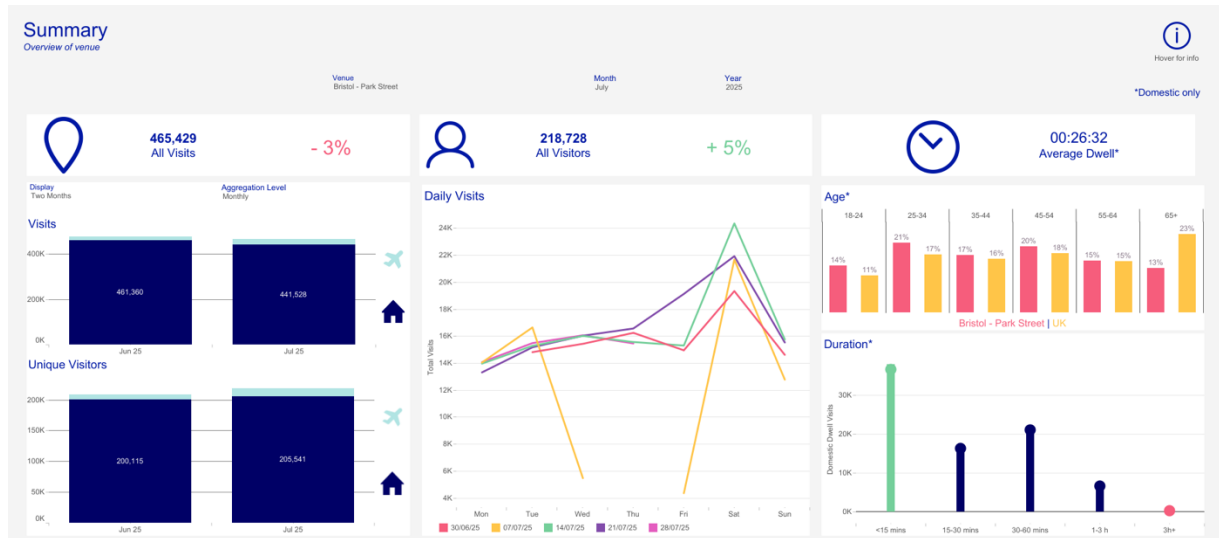 Summary
Overview of venue
Hover for info
Venue
Bristol - Park Street
Month
July
Year
2025
*Domestic only
465,429
All Visits
- 3%
218,728
All Visitors
+ 5%
00:26:32
Average Dwell*
Display
Two Months
Aggregation Level
Monthly
Visits
400K
200K
0K
461,360
441,528
Jun 25
Jul 25
Unique Visitors
200K
150K
100K
50K
0K
200,115
205,541
Jun 25
Jul 25
Daily Visits
Total Visits
24K
22K
20K
18K
16K
14K
12K
10K
8K
6K
4K
Mon Tue Wed Thu Fri Sat Sun
30/06/25 07/07/25 14/07/25 21/07/25 28/07/25
Age*
18-24 25-34 35-44 45-54 55-64 65+
14% 11% 21% 17% 17% 16% 20% 18% 15% 15% 13% 23%
Bristol - Park Street | UK
Duration*
Domestic Dwell Visits
30K
20K
10K
0K
<15 mins 15-30 mins 30-60 mins 1-3 h 3h+